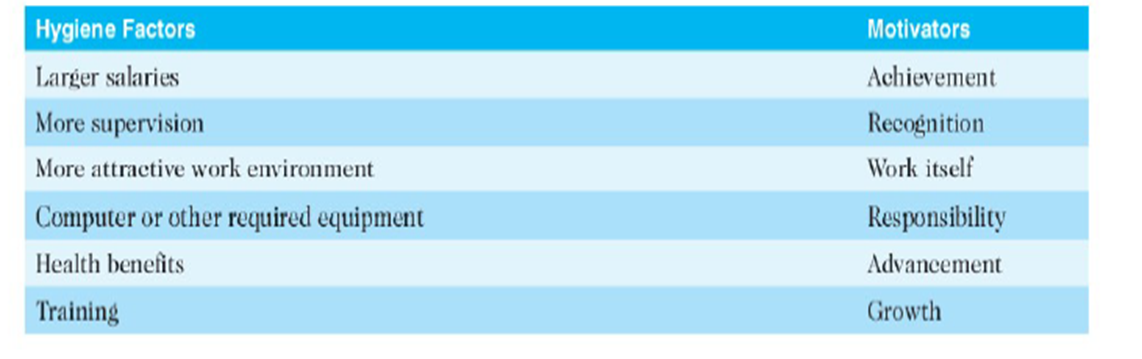 Hygiene Factors Motivators
Larger salaries Achievement
More supervision Recognition
More attractive work environment Work itself
Computer or other required equipment Responsibility
Health benefits Advancement
Training Growth